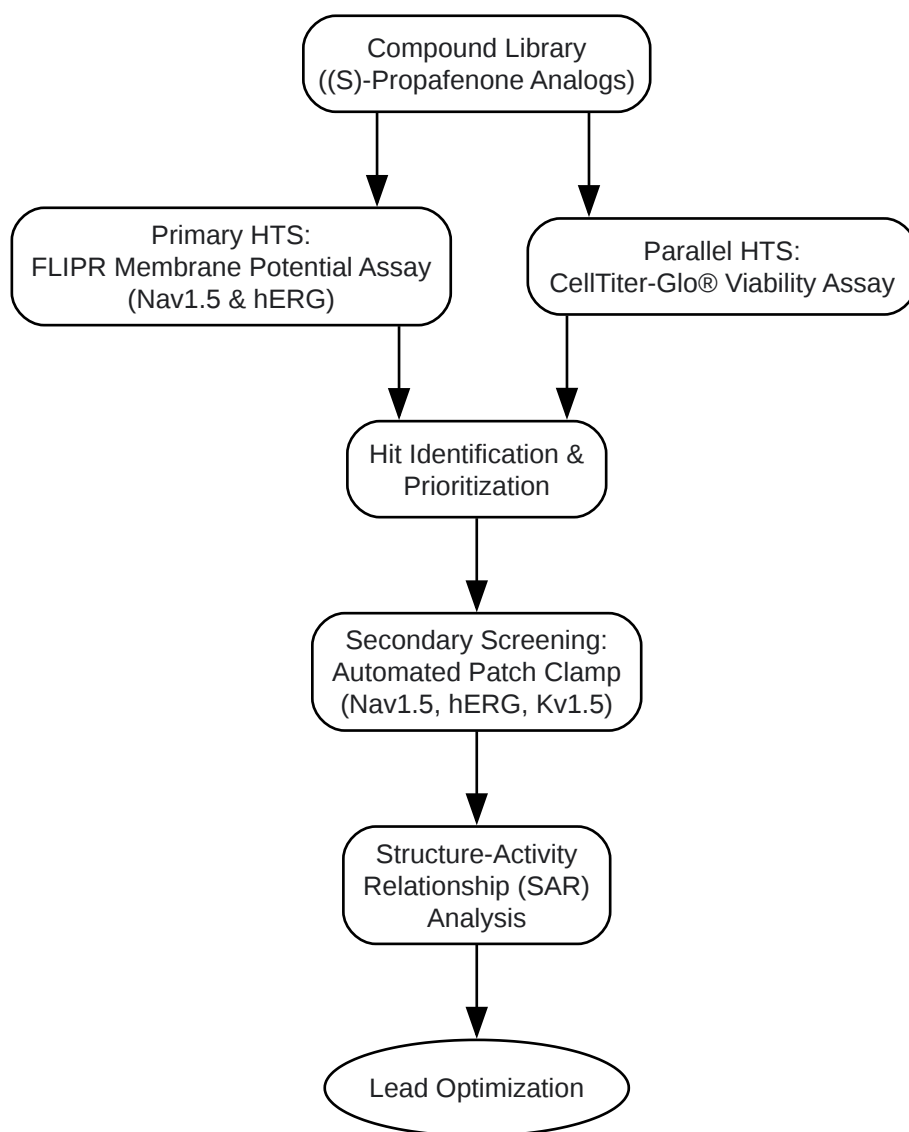 Compound Library
((S)-Propafenone Analogs)
Primary HTS:
FLIPR Membrane Potential Assay
(Nav1.5 & hERG)
Parallel HTS:
CellTiter-Glo® Viability Assay
Hit Identification &
Prioritization
Secondary Screening:
Automated Patch Clamp
(Nav1.5, hERG, Kv1.5)
Structure-Activity
Relationship (SAR)
Analysis
Lead Optimization